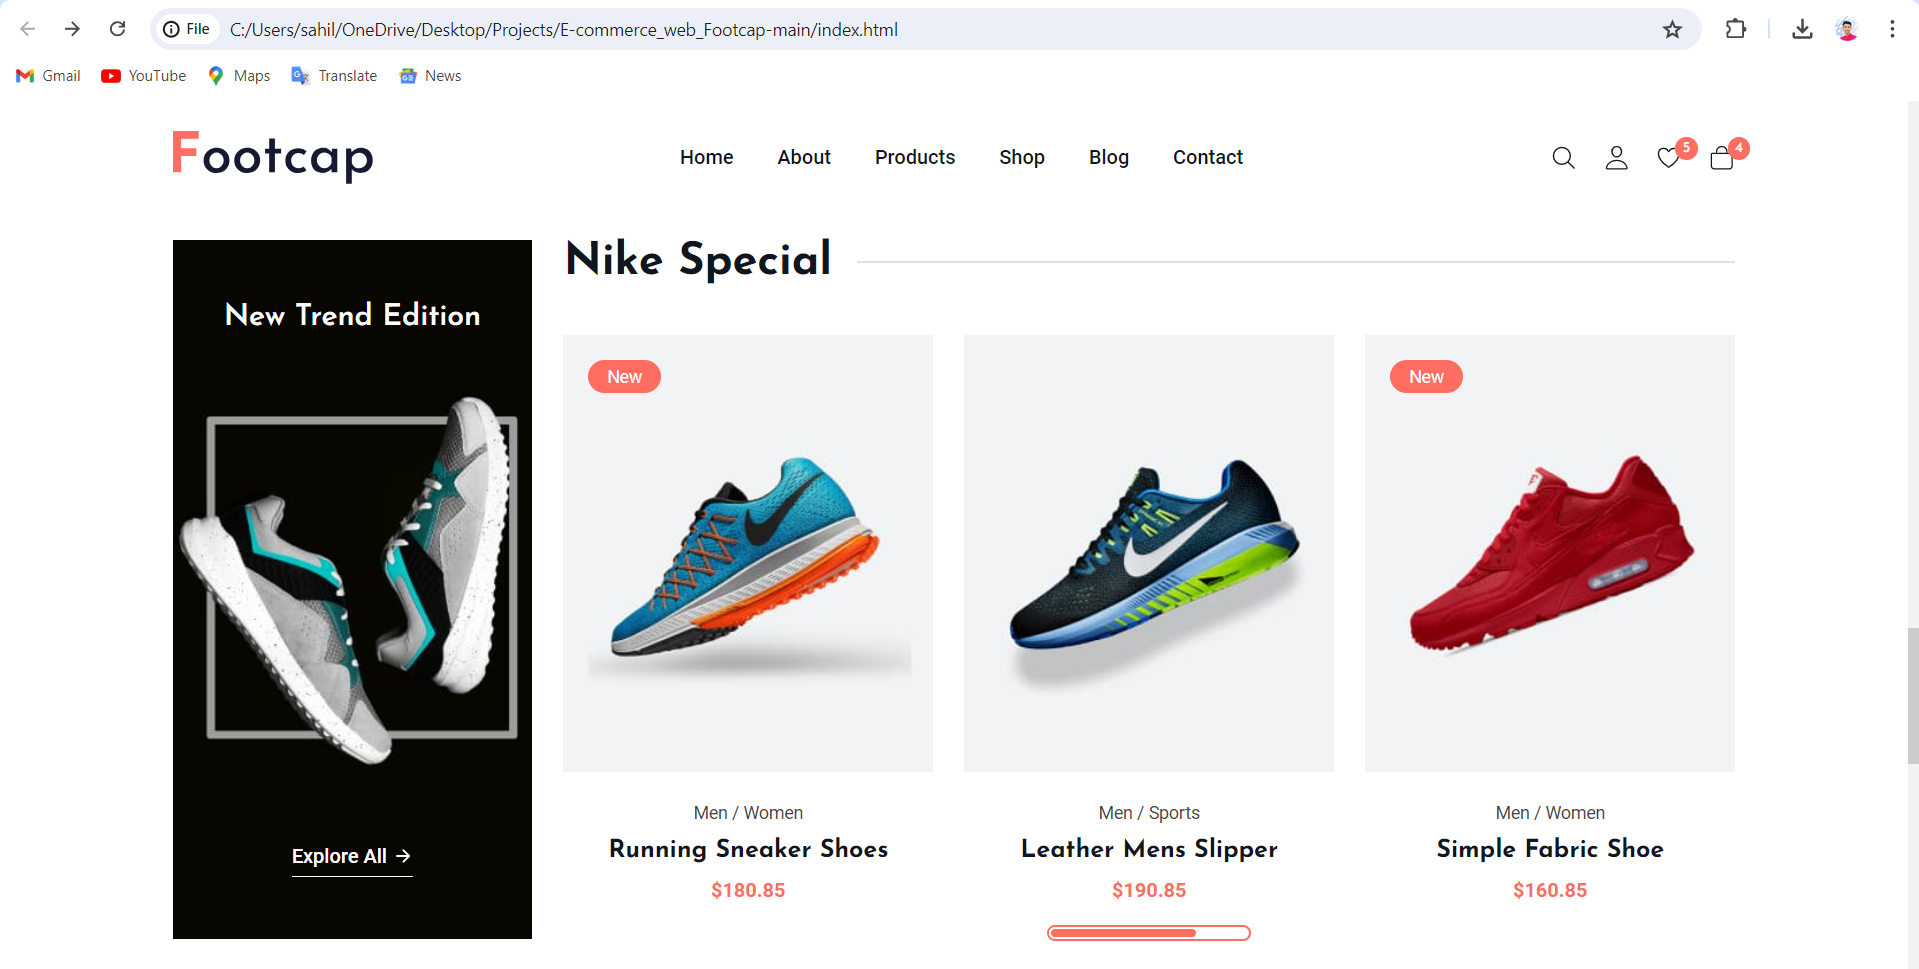 File C:/Users/sahil/OneDrive/Desktop/Projects/E-commerce_web_Footcap-main/index.html
Gmail YouTube Maps Translate News
Footcap Home About Products Shop Blog Contact 5 4
New Trend Edition
Explore All →
Nike Special
New
Men / Women
Running Sneaker Shoes
$180.85
Men / Sports
Leather Mens Slipper
$190.85
New
Men / Women
Simple Fabric Shoe
$160.85